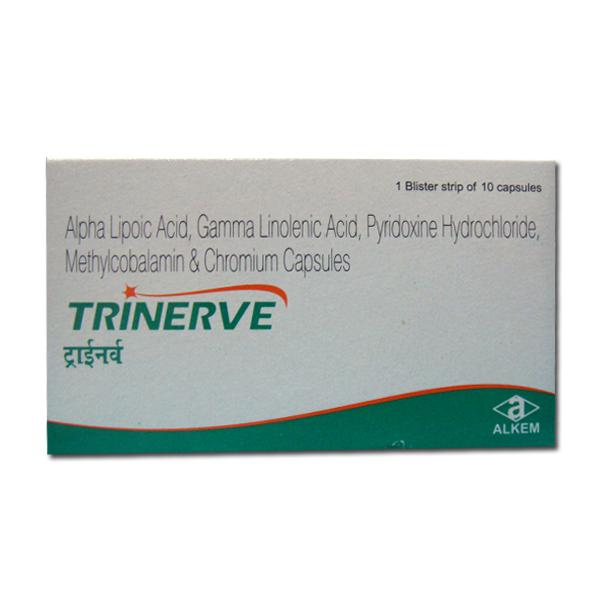 1 Blister strip of 10 capsules
Alpha Lipoic Acid, Gamma Linolenic Acid, Pyridoxine Hydrochloride,
Methylcobalamin & Chromium Capsules
TRINERVE
ट्राईनर्व
a
ALKEM